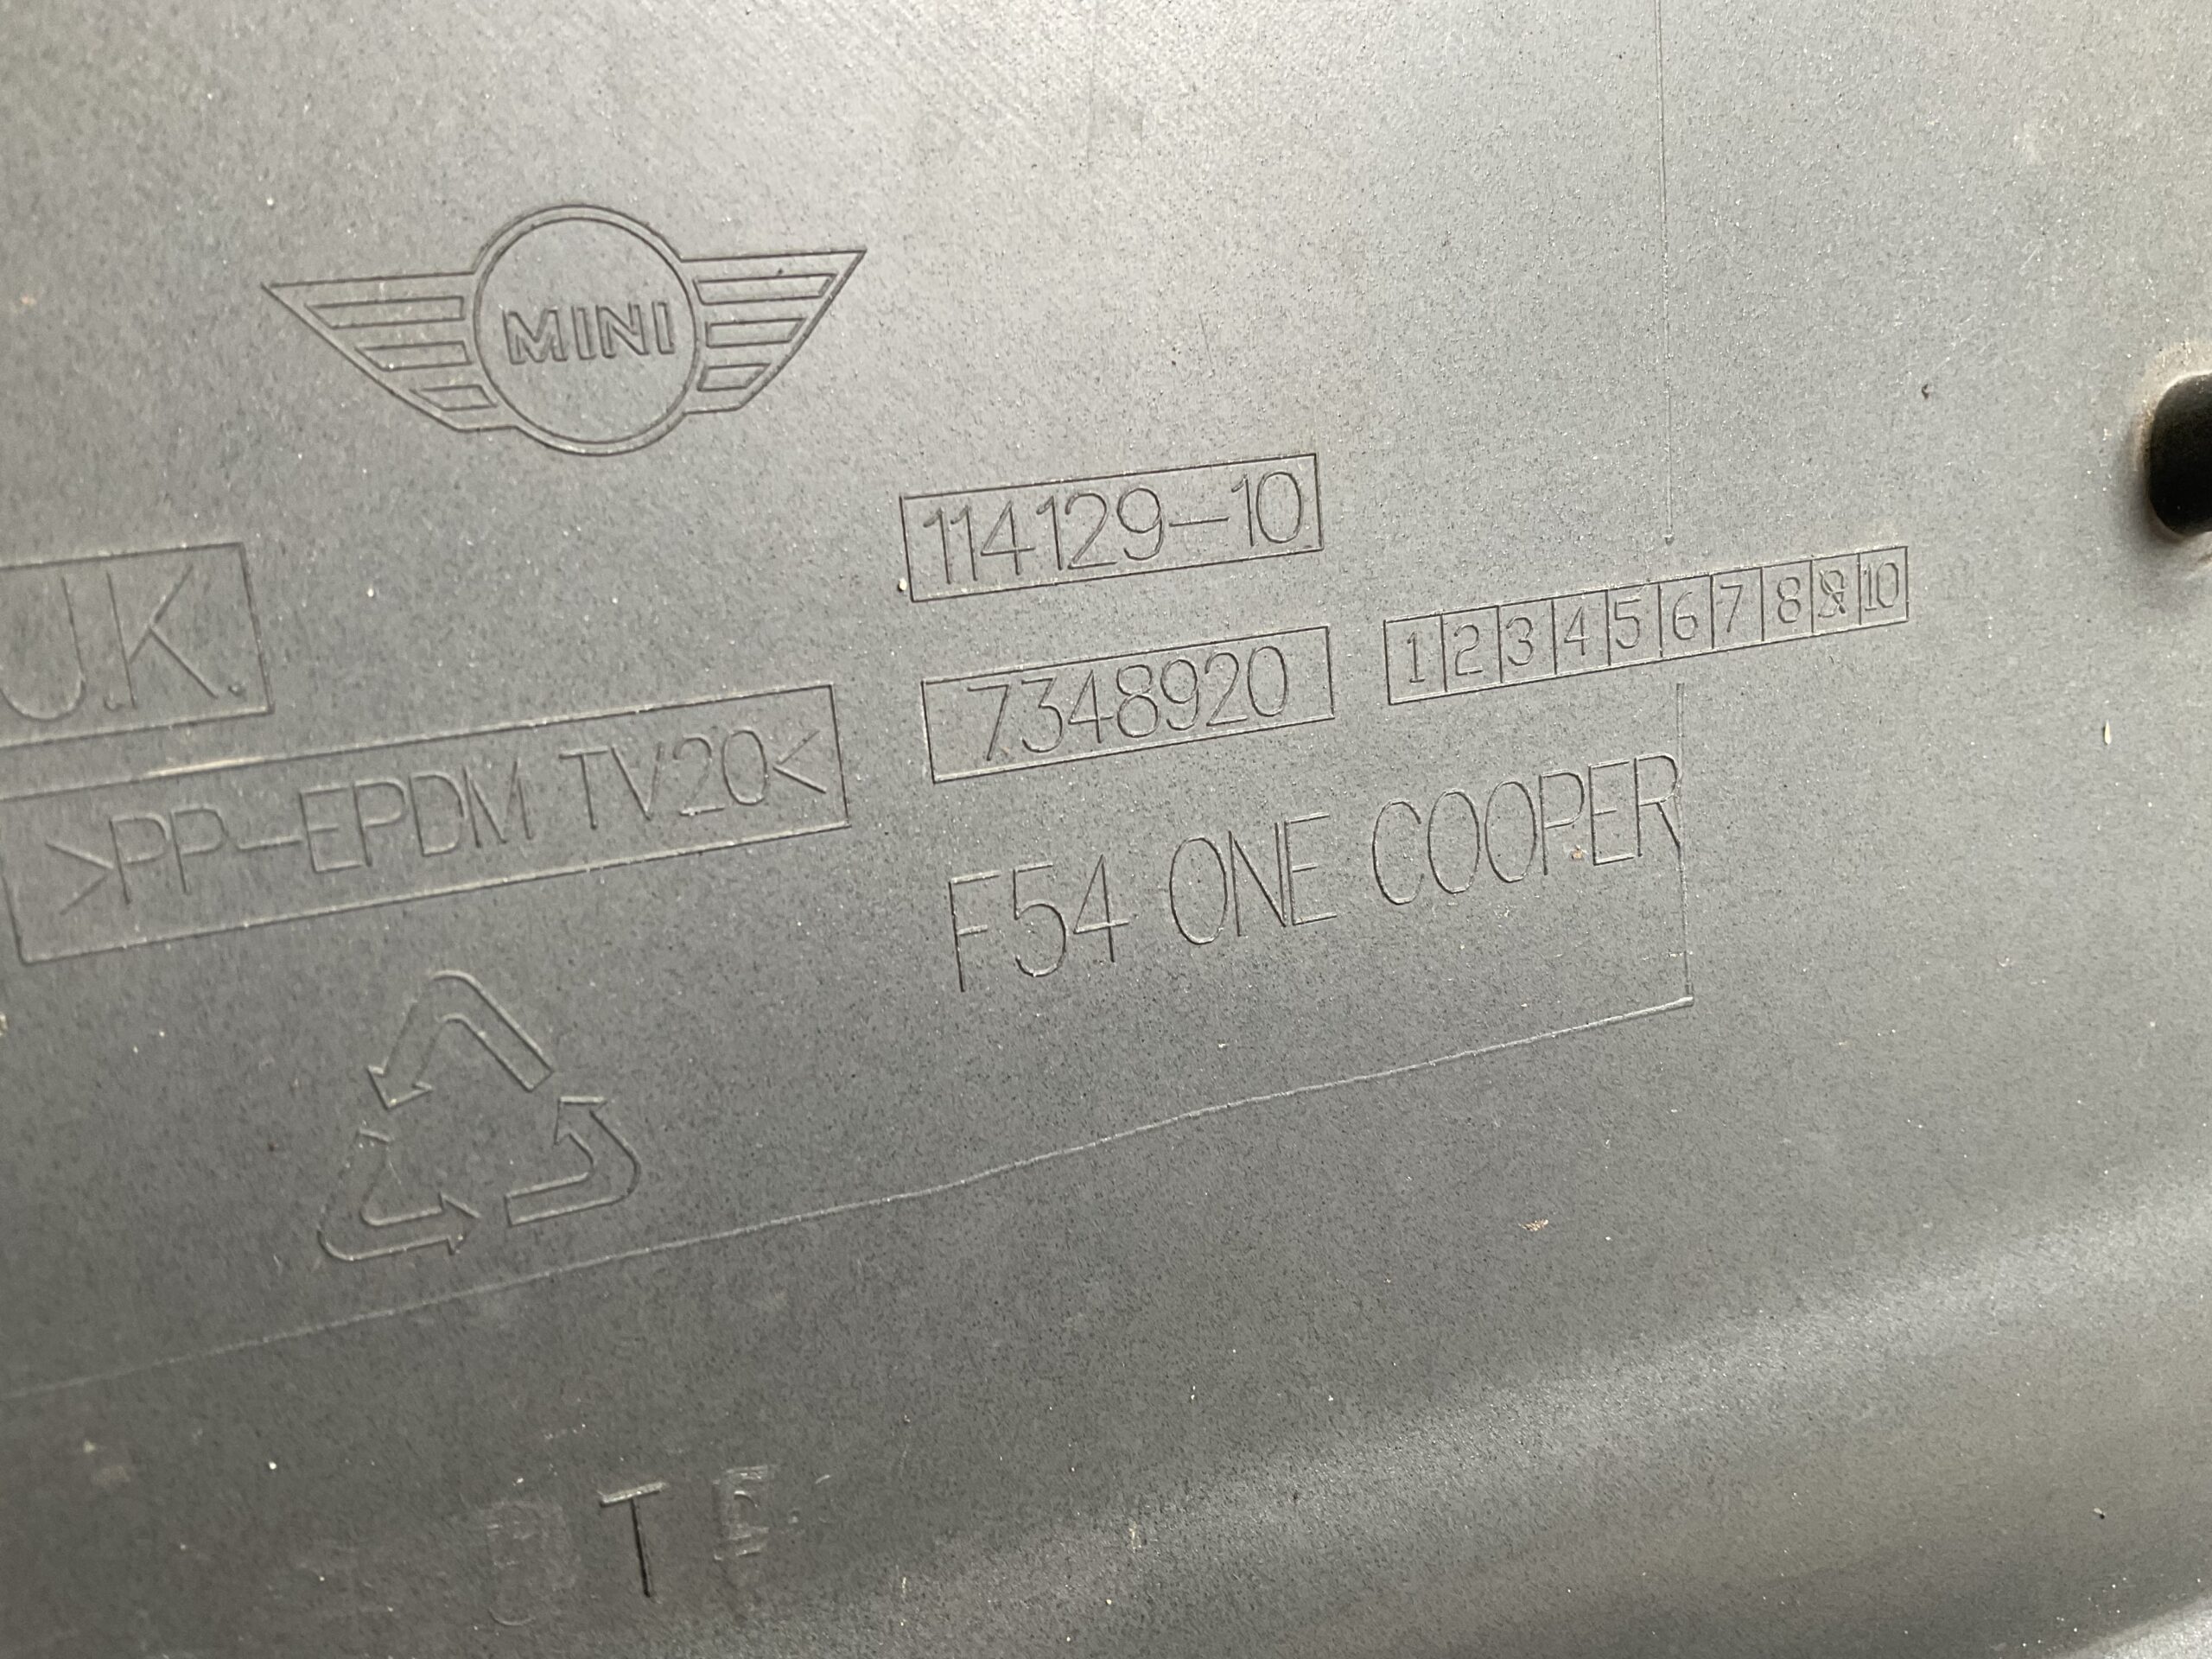 MINI
114129-10
U.K.
7348920
1 2 3 4 5 6 7 8 9 10
>PP-EPDM TV20<
F54 ONE COOPER